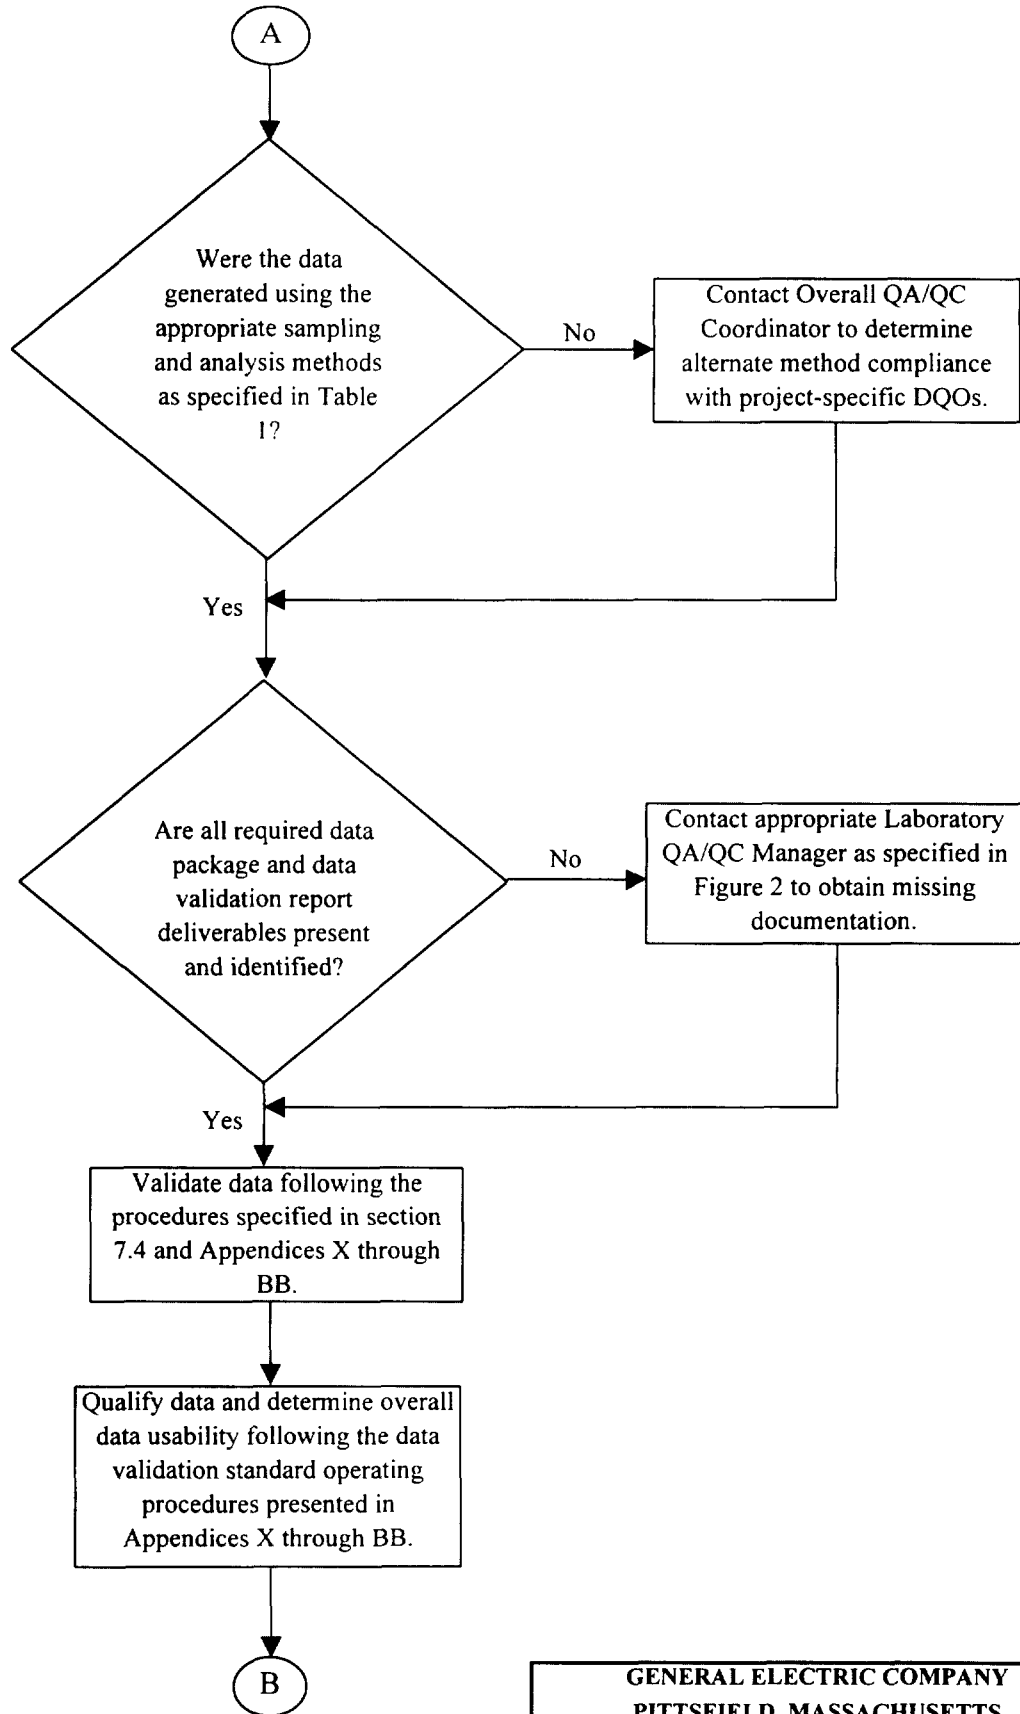 A
Were the data
generated using the
appropriate sampling
and analysis methods
as specified in Table
1?
No
Contact Overall QA/QC
Coordinator to determine
alternate method compliance
with project-specific DQOs.
Yes
Are all required data
package and data
validation report
deliverables present
and identified?
No
Contact appropriate Laboratory
QA/QC Manager as specified in
Figure 2 to obtain missing
documentation.
Yes
Validate data following the
procedures specified in section
7.4 and Appendices X through
BB.
Qualify data and determine overall
data usability following the data
validation standard operating
procedures presented in
Appendices X through BB.
B
GENERAL ELECTRIC COMPANY
PITTSFIELD, MASSACHUSETTS